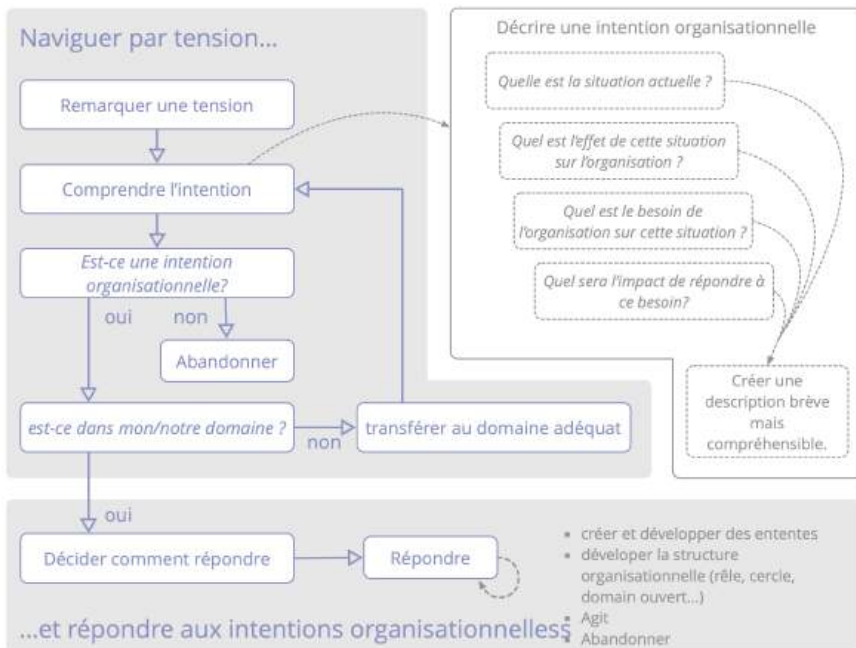 Naviguer par tension...
Remarquer une tension
Comprendre l'intention
Est-ce une intention
organisationnelle?
oui
non
Abandonner
est-ce dans mon/notre domaine ?
non
transférer au domaine adéquat
oui
Décrire une intention organisationnelle
Quelle est la situation actuelle ?
Quel est l'effet de cette situation
sur l'organisation ?
Quel est le besoin de
l'organisation sur cette situation ?
Quel sera l'impact de répondre à
ce besoin?
Créer une
description brève
mais
compréhensible.
Décider comment répondre
Répondre
▪ créer et développer des ententes
▪ déveloper la structure
organisationnelle (rêle, cercle,
domain ouvert...)
▪ Agit
▪ Abandonner
...et répondre aux intentions organisationnelless